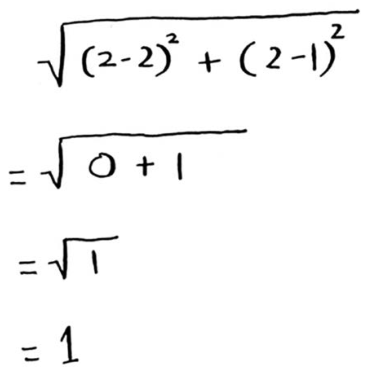 √((2-2)² + (2-1)²)
= √(0 + 1)
= √1
= 1